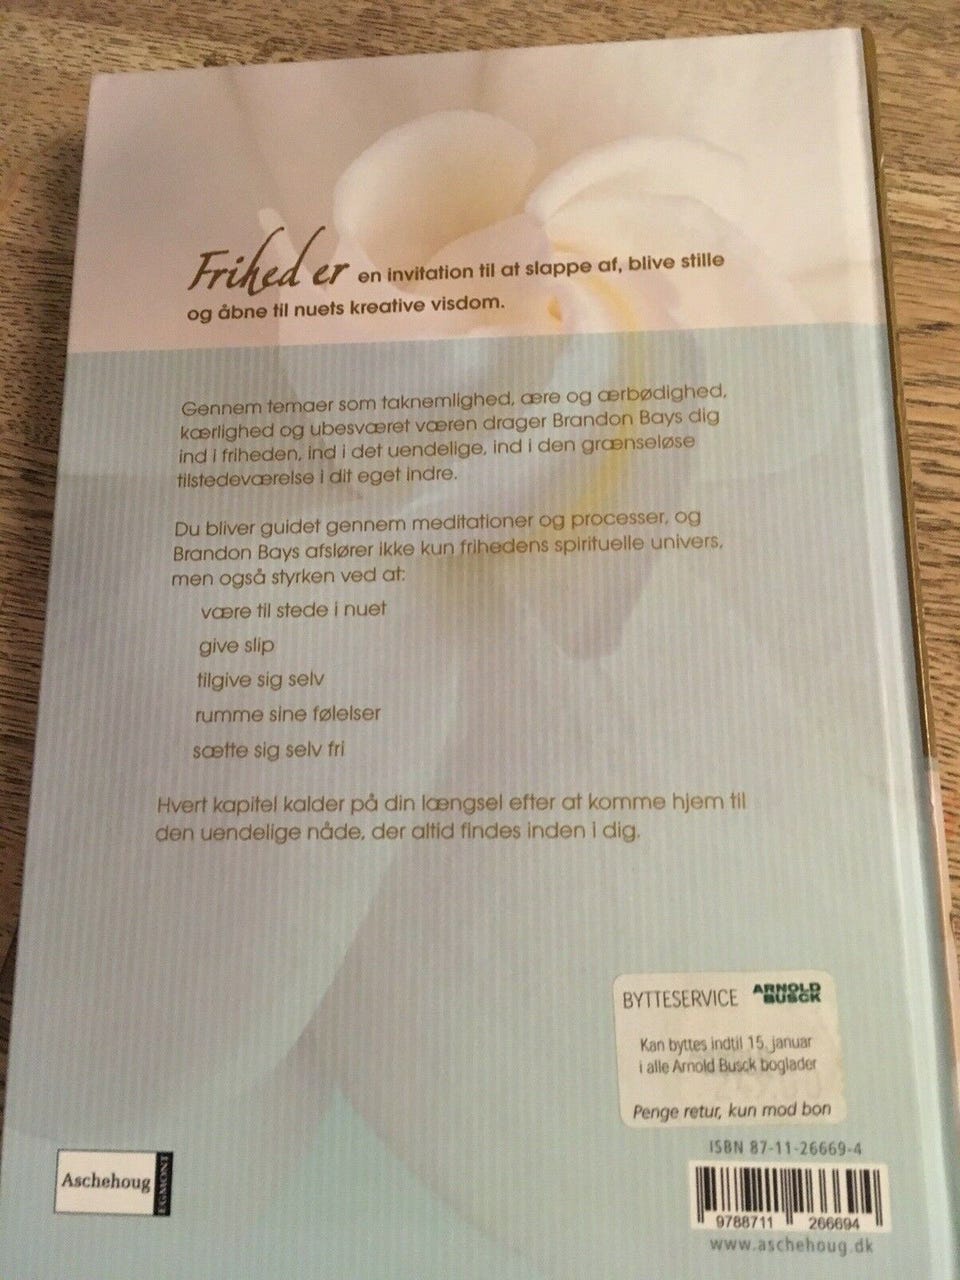 Frihed er en invitation til at slappe af, blive stille
og åbne til nuets kreative visdom.
Gennem temaer som taknemlighed, ære og ærbødighed,
kærlighed og ubesværet væren drager Brandon Bays dig
ind i friheden, ind i det uendelige, ind i den grænseløse
tilstedeværelse i dit eget indre.
Du bliver guidet gennem meditationer og processer, og
Brandon Bays afslører ikke kun frihedens spirituelle univers,
men også styrken ved at:
være til stede i nuet
give slip
tilgive sig selv
rumme sine følelser
sætte sig selv fri
Hvert kapitel kalder på din længsel efter at komme hjem til
den uendelige nåde, der altid findes inden i dig.
BYTTESERVICE ARNOLD BUSCK
Kan byttes indtil 15. januar
i alle Arnold Busck boglader
Penge retur, kun mod bon
ISBN 87-11-26669-4
Aschehoug EGMONT
9788711 266694
www.aschehoug.dk